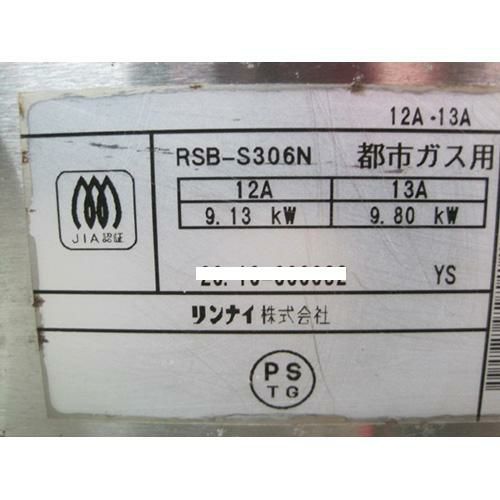 12A・13A
RSB-S306N 都市ガス用
12A 13A
9.13 kW 9.80 kW
YS
JIA認証
リンナイ株式会社
PS
TG